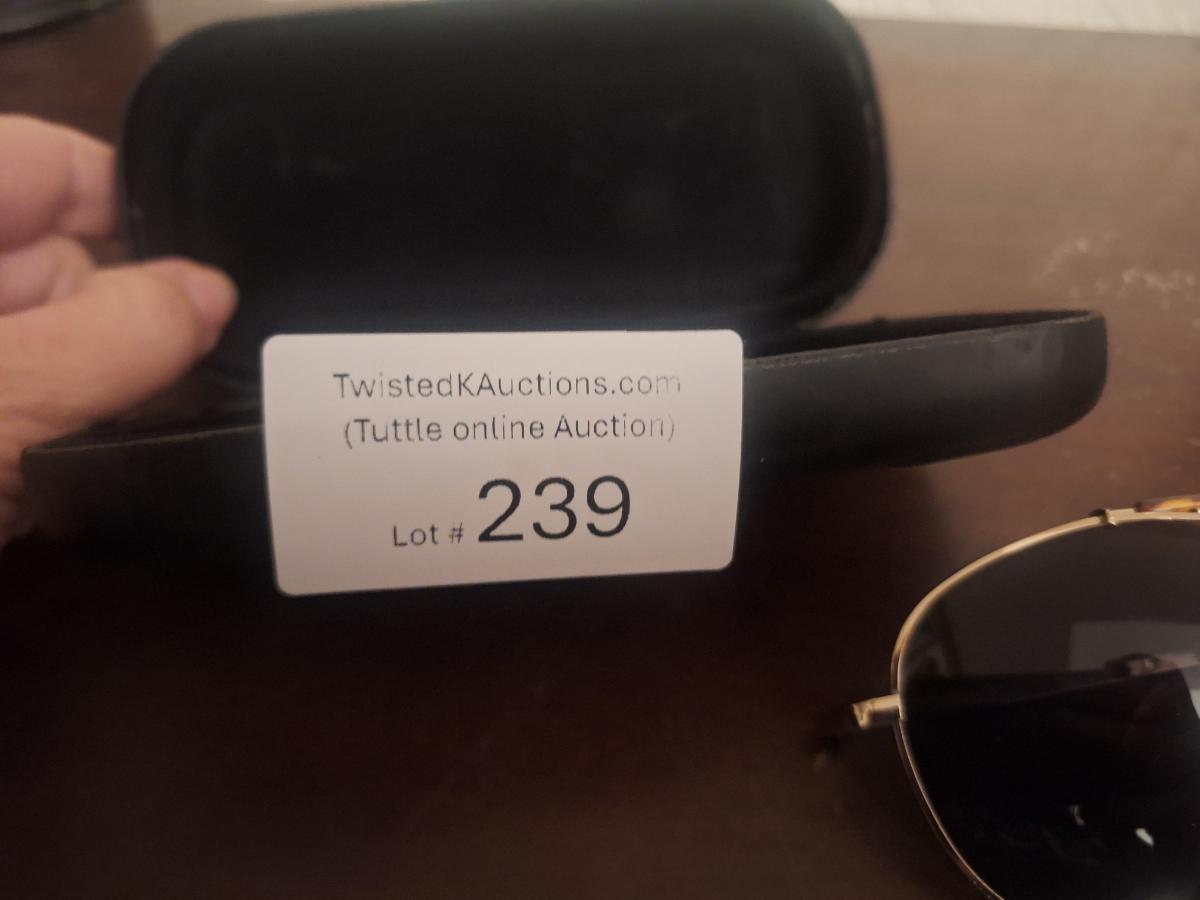 TwistedKAuctions.com
(Tuttle online Auction)
Lot # 239